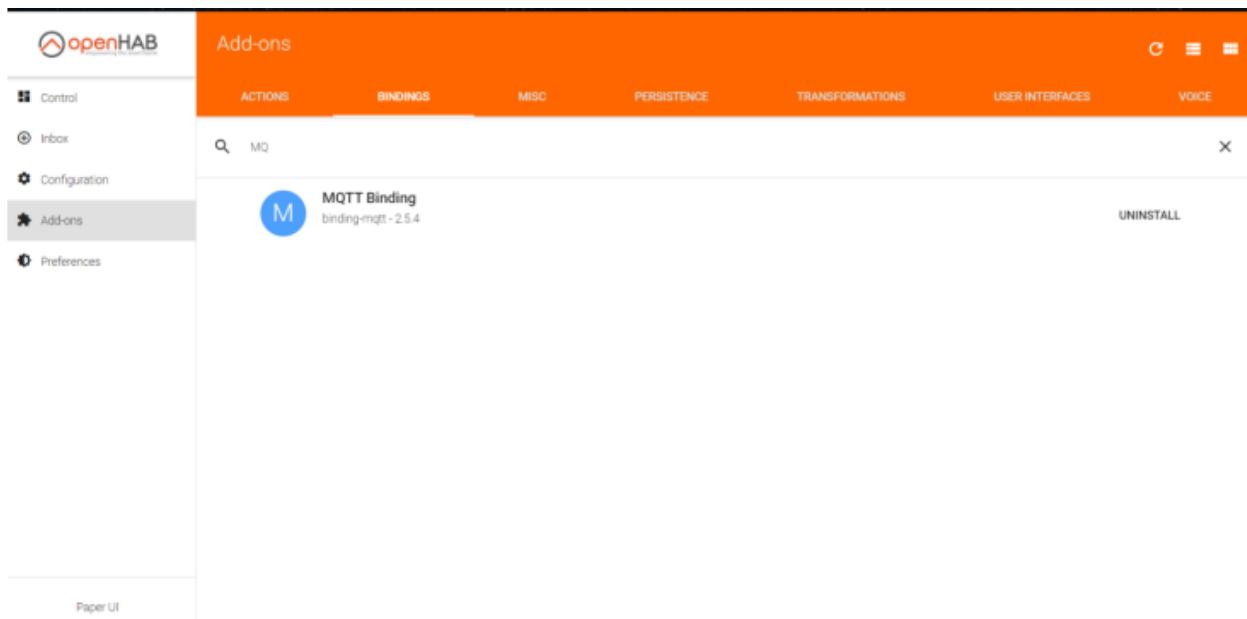 openHAB
Add-ons
Control
Inbox
Configuration
Add-ons
Preferences
Paper UI
ACTIONS
BINDINGS
MISC
PERSISTENCE
TRANSFORMATIONS
USER INTERFACES
VOICE
MQ
M
MQTT Binding
binding-mqtt - 2.5.4
UNINSTALL